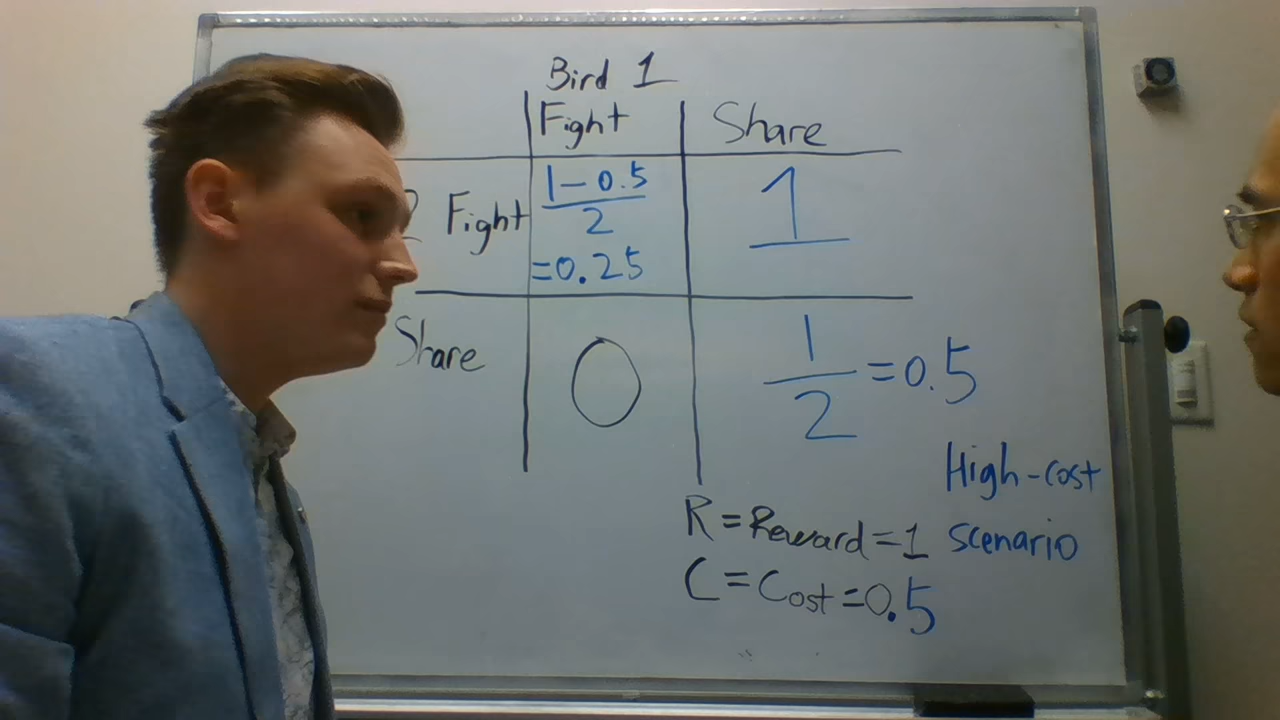 Bird 1
Fight Share
Fight 1-0.5 1
2
=0.25
Share 0 1 =0.5
2
High-cost
R=Reward=1 scenario
C=Cost=0.5